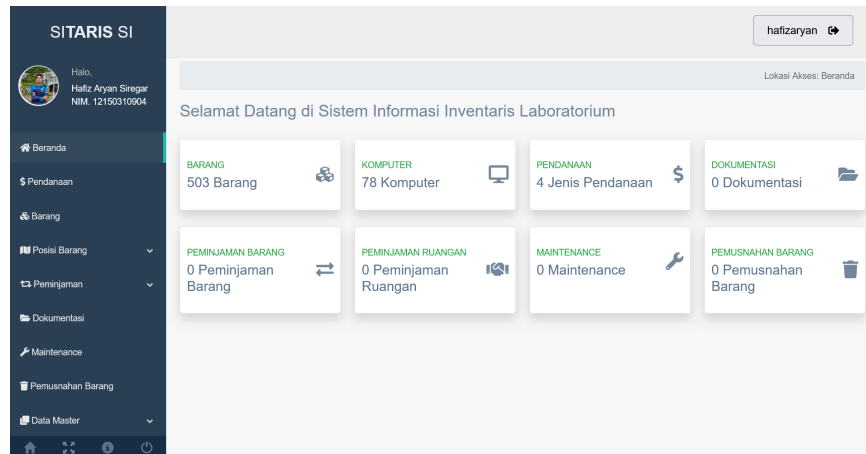 SITARIS SI
hafizaryan
Halo,
Hafiz Aryan Siregar
NIM. 12150310904
Lokasi Akses: Beranda
Selamat Datang di Sistem Informasi Inventaris Laboratorium
Beranda
Pendanaan
Barang
Posisi Barang
Peminjaman
Dokumentasi
Maintenance
Pemusnahan Barang
Data Master
BARANG
503 Barang
KOMPUTER
78 Komputer
PENDANAAN
4 Jenis Pendanaan
DOKUMENTASI
0 Dokumentasi
PEMINJAMAN BARANG
0 Peminjaman
Barang
PEMINJAMAN RUANGAN
0 Peminjaman
Ruangan
MAINTENANCE
0 Maintenance
PEMUSNAHAN BARANG
0 Pemusnahan
Barang